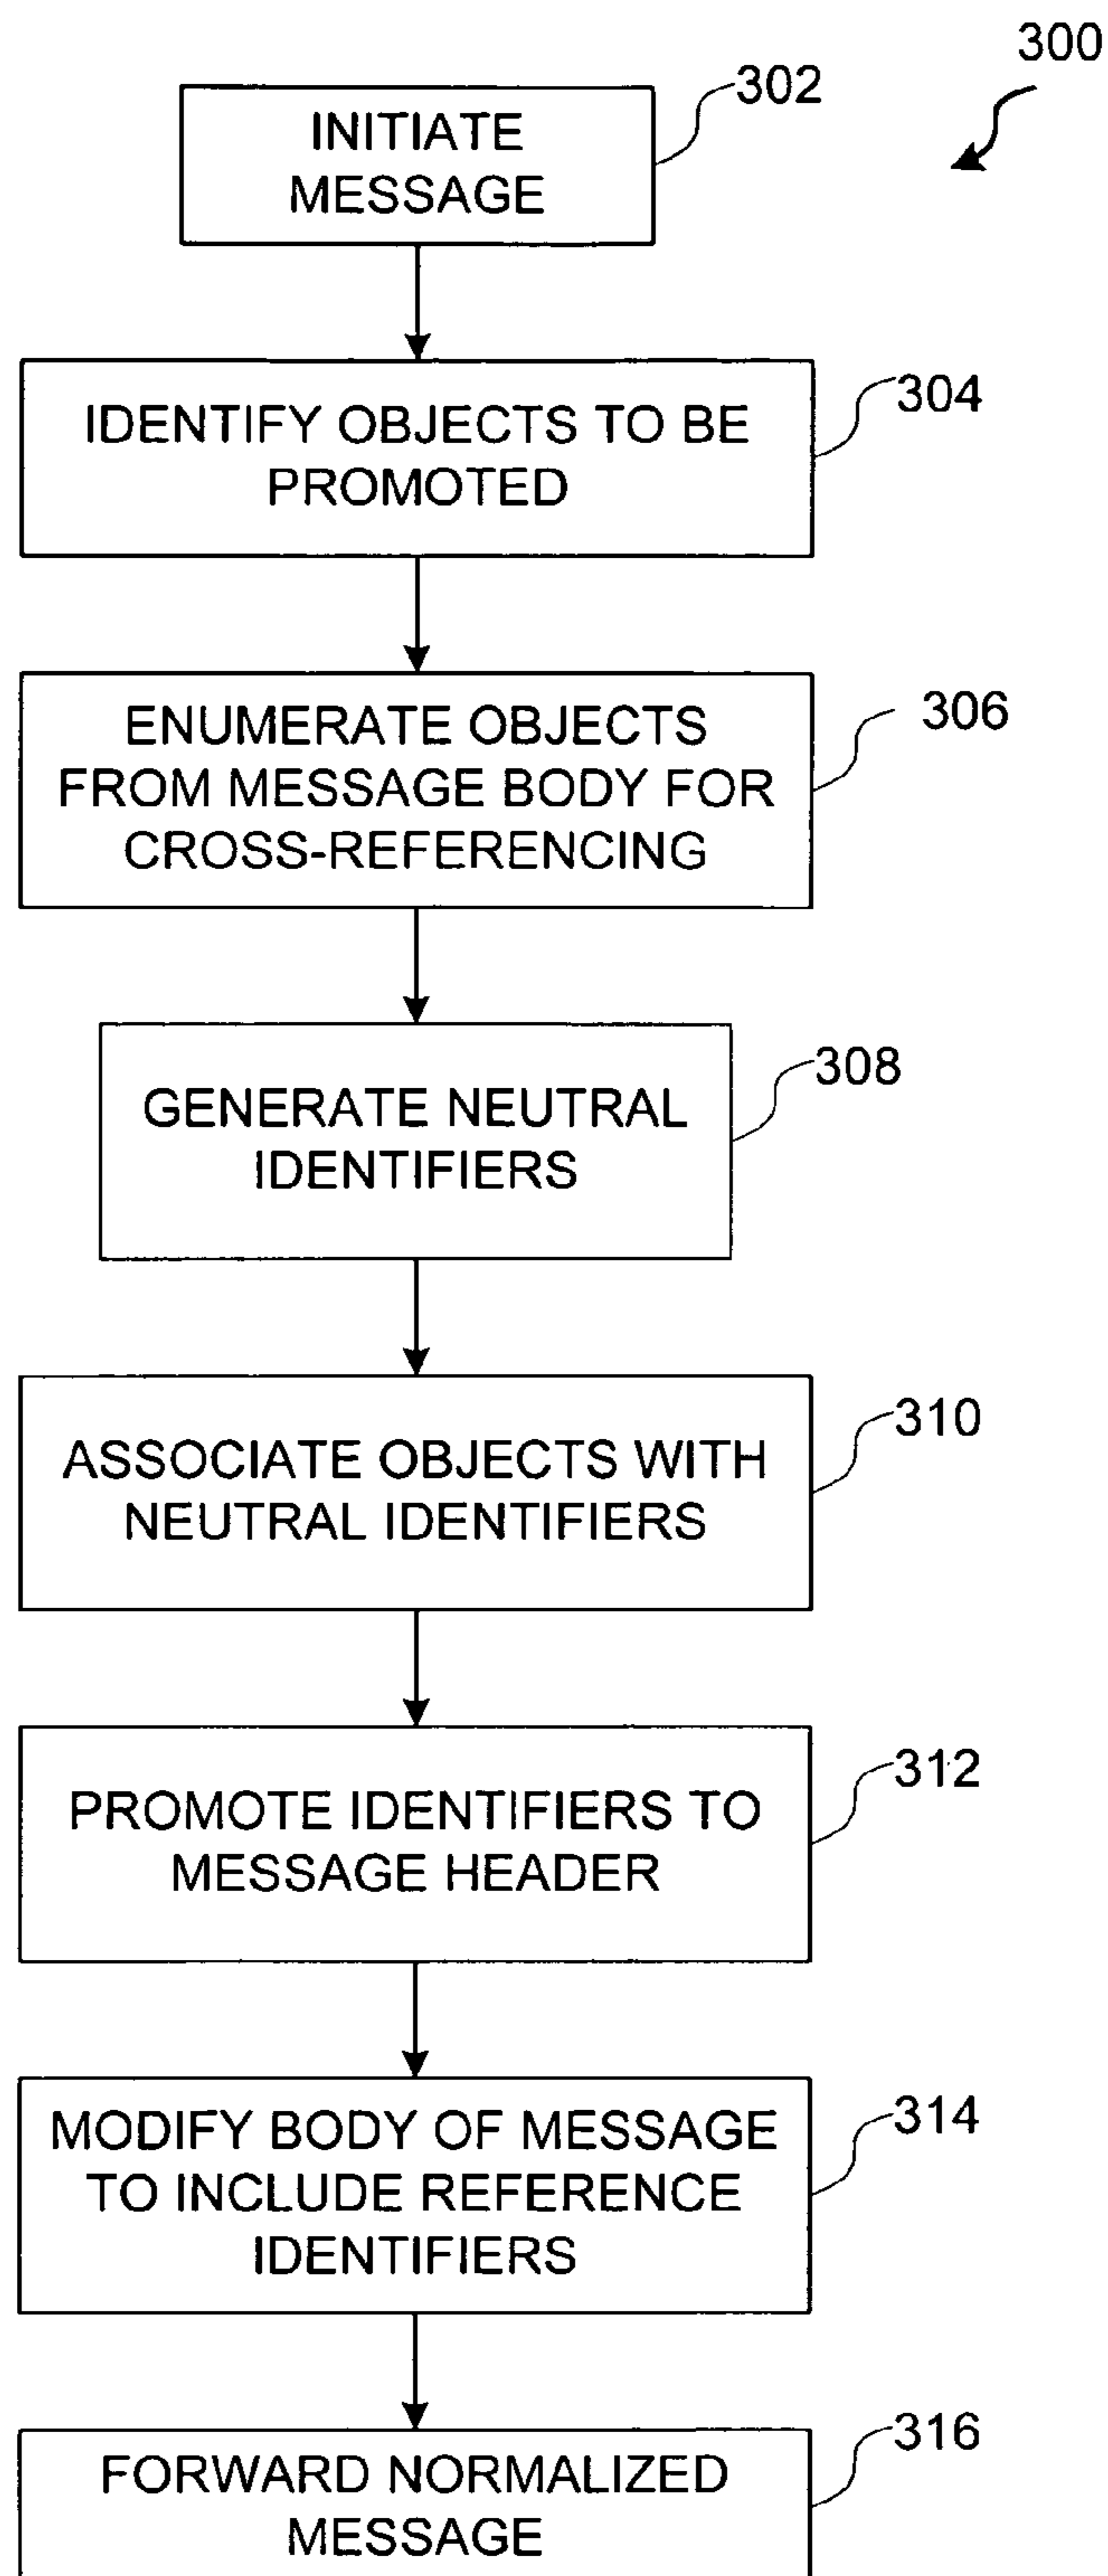 300
302
INITIATE
MESSAGE
304
IDENTIFY OBJECTS TO BE
PROMOTED
306
ENUMERATE OBJECTS
FROM MESSAGE BODY FOR
CROSS-REFERENCING
308
GENERATE NEUTRAL
IDENTIFIERS
310
ASSOCIATE OBJECTS WITH
NEUTRAL IDENTIFIERS
312
PROMOTE IDENTIFIERS TO
MESSAGE HEADER
314
MODIFY BODY OF MESSAGE
TO INCLUDE REFERENCE
IDENTIFIERS
316
FORWARD NORMALIZED
MESSAGE